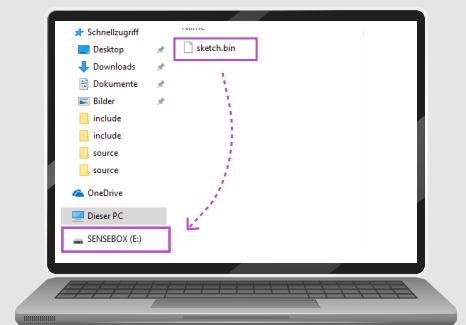 Schnellzugriff
Name
Desktop
sketch.bin
Downloads
Dokumente
Bilder
include
include
source
source
OneDrive
Dieser PC
SENSEBOX (E:)